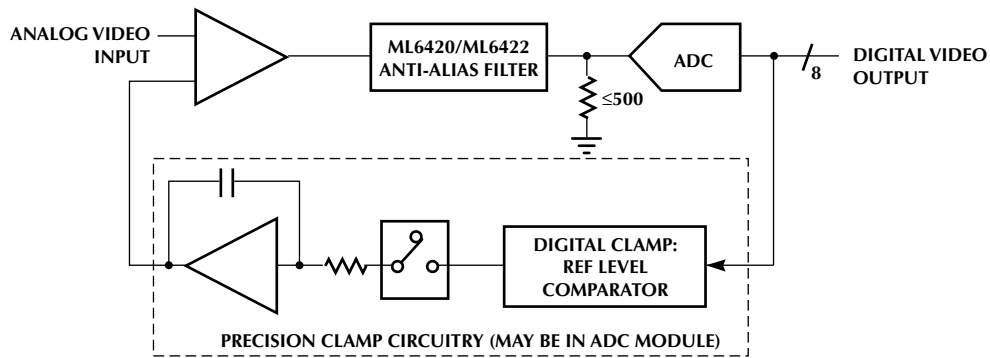 ANALOG VIDEO
INPUT
ML6420/ML6422
ANTI-ALIAS FILTER
≤500
ADC
8
DIGITAL VIDEO
OUTPUT
DIGITAL CLAMP:
REF LEVEL
COMPARATOR
PRECISION CLAMP CIRCUITRY (MAY BE IN ADC MODULE)